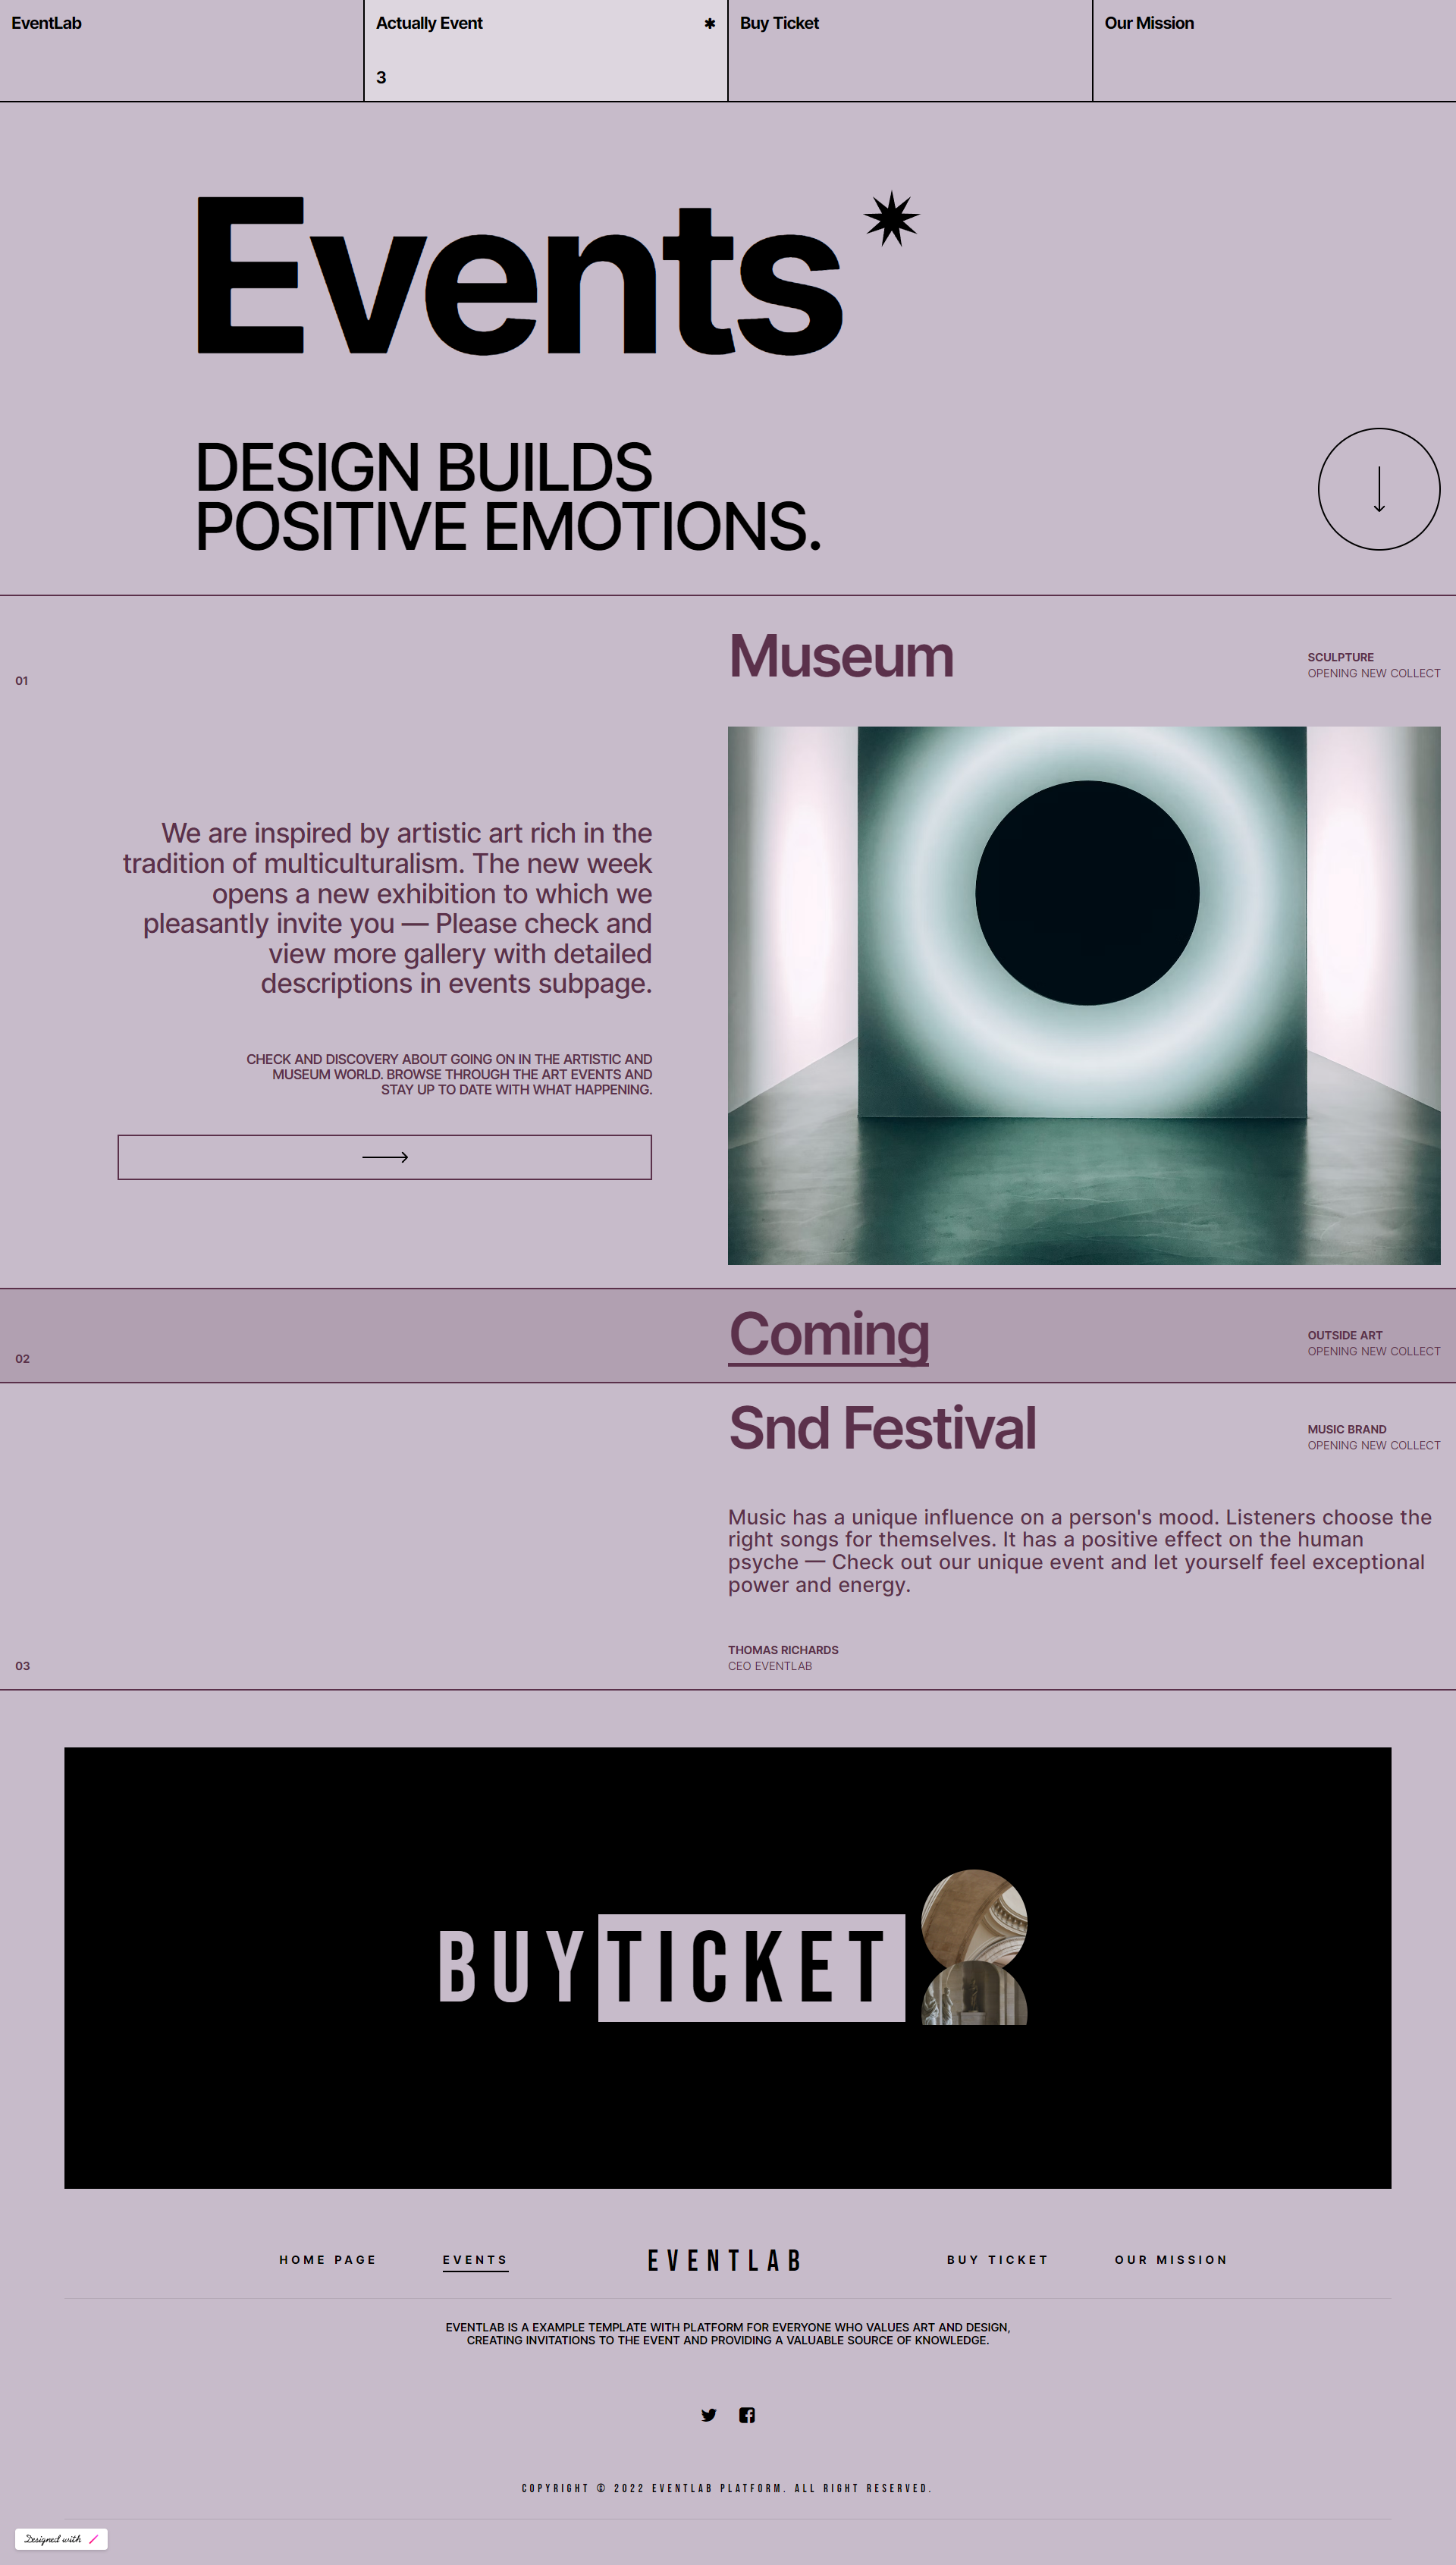 EventLab
Actually Event ✱
3
Buy Ticket
Our Mission
Events
DESIGN BUILDS
POSITIVE EMOTIONS.
01
Museum
SCULPTURE
OPENING NEW COLLECT
We are inspired by artistic art rich in the
tradition of multiculturalism. The new week
opens a new exhibition to which we
pleasantly invite you — Please check and
view more gallery with detailed
descriptions in events subpage.
CHECK AND DISCOVERY ABOUT GOING ON IN THE ARTISTIC AND
MUSEUM WORLD. BROWSE THROUGH THE ART EVENTS AND
STAY UP TO DATE WITH WHAT HAPPENING.
02
Coming
OUTSIDE ART
OPENING NEW COLLECT
Snd Festival
MUSIC BRAND
OPENING NEW COLLECT
Music has a unique influence on a person's mood. Listeners choose the
right songs for themselves. It has a positive effect on the human
psyche — Check out our unique event and let yourself feel exceptional
power and energy.
03
THOMAS RICHARDS
CEO EVENTLAB
BUY TICKET
HOME PAGE
EVENTS
EVENTLAB
BUY TICKET
OUR MISSION
EVENTLAB IS A EXAMPLE TEMPLATE WITH PLATFORM FOR EVERYONE WHO VALUES ART AND DESIGN,
CREATING INVITATIONS TO THE EVENT AND PROVIDING A VALUABLE SOURCE OF KNOWLEDGE.
COPYRIGHT © 2022 EVENTLAB PLATFORM. ALL RIGHT RESERVED.
Designed with